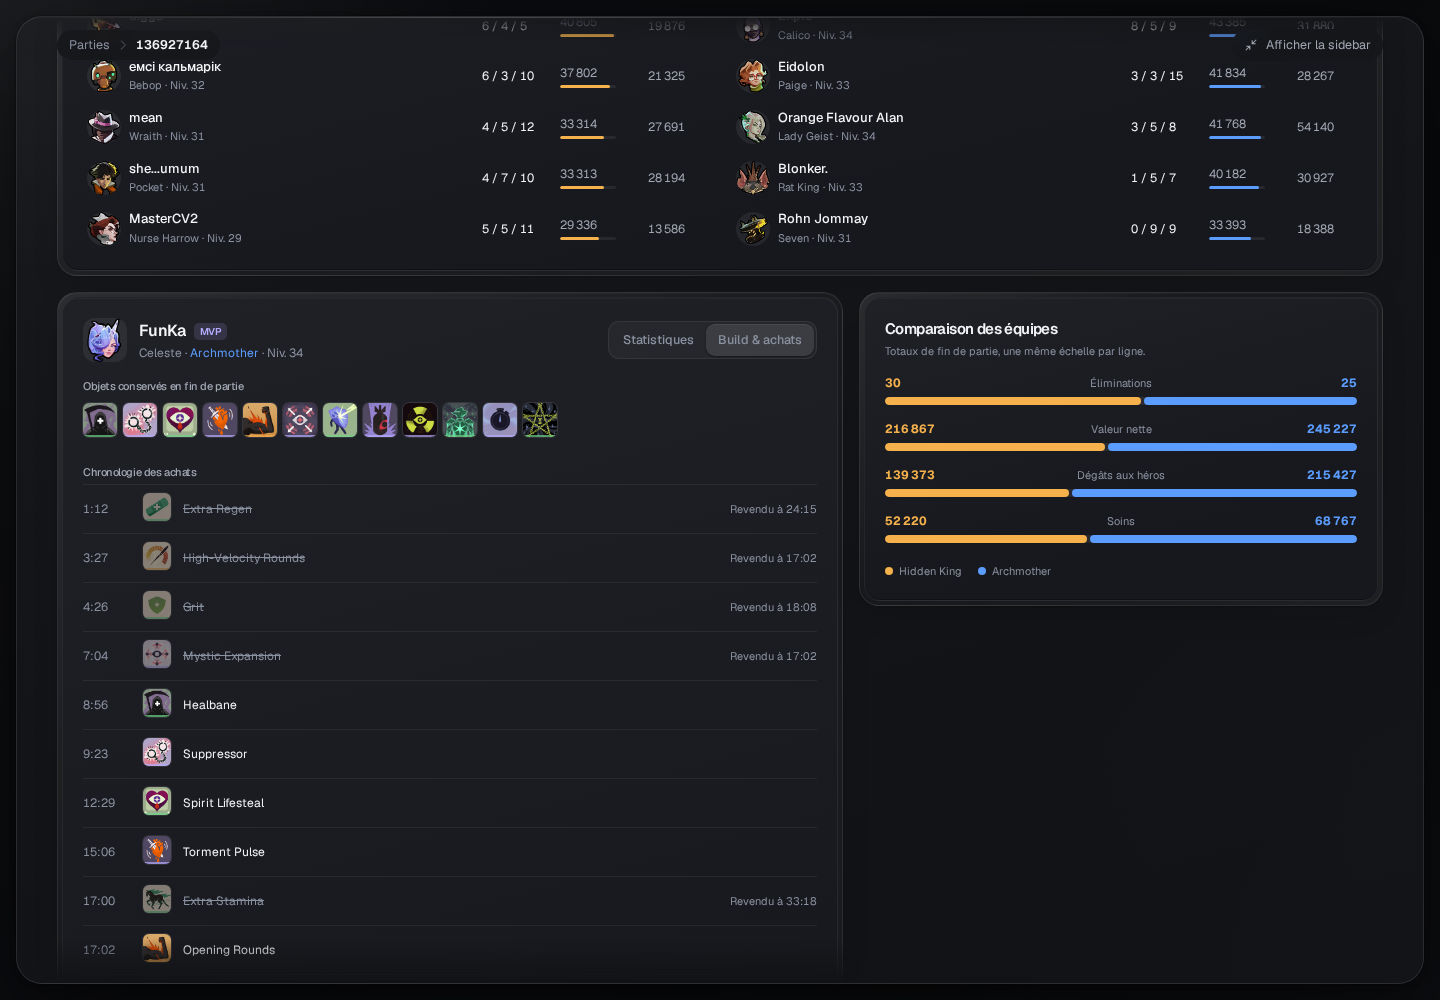 6 / 4 / 5 40 805 19 876 8 / 5 / 9 43 385 31 880
Calico · Niv. 34
Parties > 136927164 Afficher la sidebar
емсі кальмарік 6 / 3 / 10 37 802 21 325
Bebop · Niv. 32
Eidolon 3 / 3 / 15 41 834 28 267
Paige · Niv. 33
mean 4 / 5 / 12 33 314 27 691
Wraith · Niv. 31
Orange Flavour Alan 3 / 5 / 8 41 768 54 140
Lady Geist · Niv. 34
she...umum 4 / 7 / 10 33 313 28 194
Pocket · Niv. 31
Blonker. 1 / 5 / 7 40 182 30 927
Rat King · Niv. 33
MasterCV2 5 / 5 / 11 29 336 13 586
Nurse Harrow · Niv. 29
Rohn Jommay 0 / 9 / 9 33 393 18 388
Seven · Niv. 31
FunKa MVP
Celeste · Archmother · Niv. 34
Statistiques Build & achats
Objets conservés en fin de partie
Chronologie des achats
1:12 Extra Regen Revendu à 24:15
3:27 High-Velocity Rounds Revendu à 17:02
4:26 Grit Revendu à 18:08
7:04 Mystic Expansion Revendu à 17:02
8:56 Healbane
9:23 Suppressor
12:29 Spirit Lifesteal
15:06 Torment Pulse
17:00 Extra Stamina Revendu à 33:18
17:02 Opening Rounds
Comparaison des équipes
Totaux de fin de partie, une même échelle par ligne.
30 Éliminations 25
216 867 Valeur nette 245 227
139 373 Dégâts aux héros 215 427
52 220 Soins 68 767
Hidden King Archmother